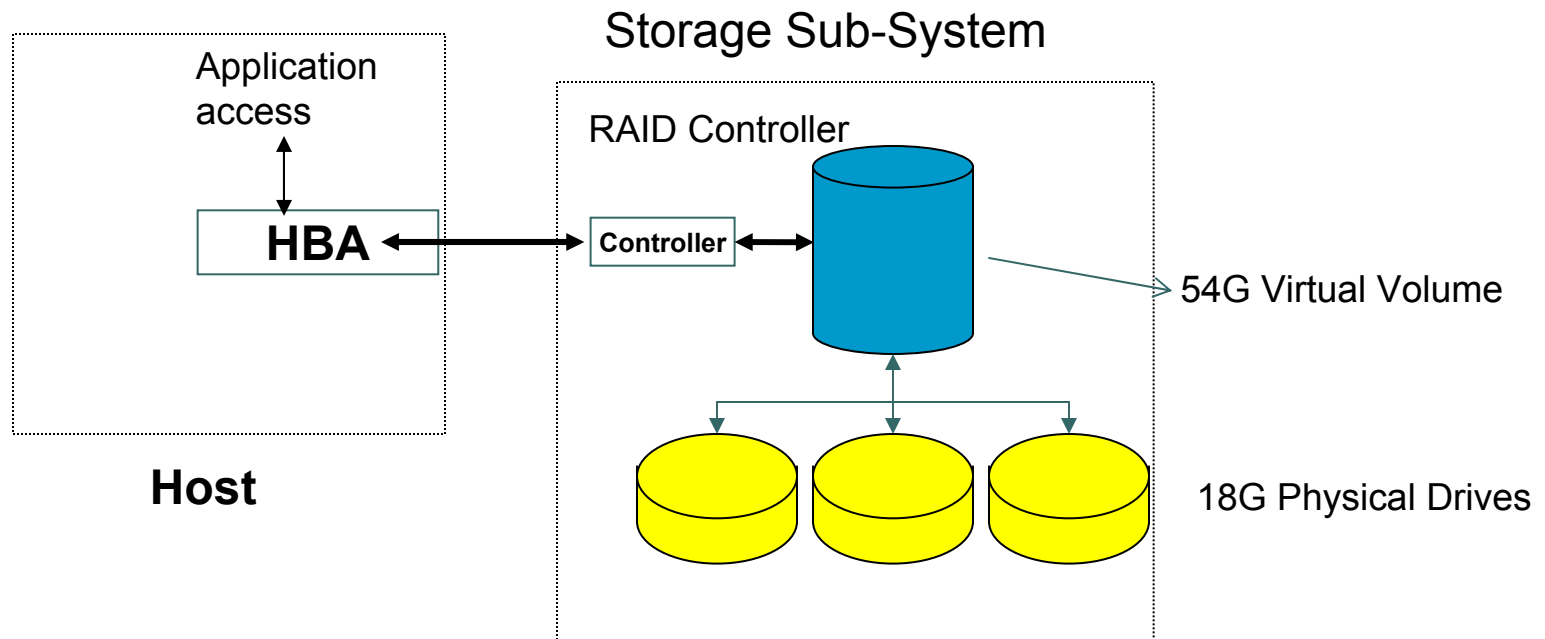 Storage Sub-System
Application
access
RAID Controller
HBA
Controller
54G Virtual Volume
Host
18G Physical Drives